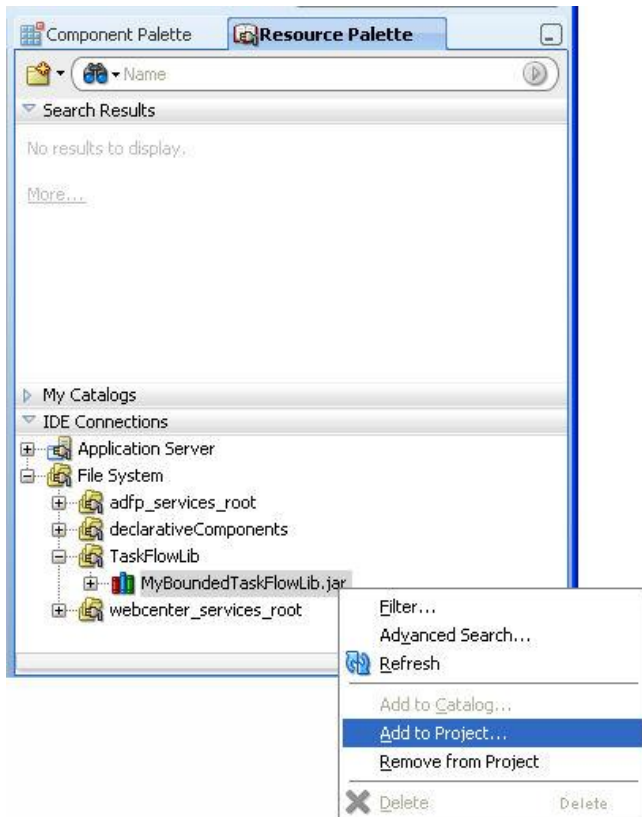 Component Palette Resource Palette
Name
Search Results
No results to display.
More...
My Catalogs
IDE Connections
Application Server
File System
adfp_services_root
declarativeComponents
TaskFlowLib
MyBoundedTaskFlowLib.jar
webcenter_services_root
Filter...
Advanced Search...
Refresh
Add to Catalog...
Add to Project...
Remove from Project
Delete Delete